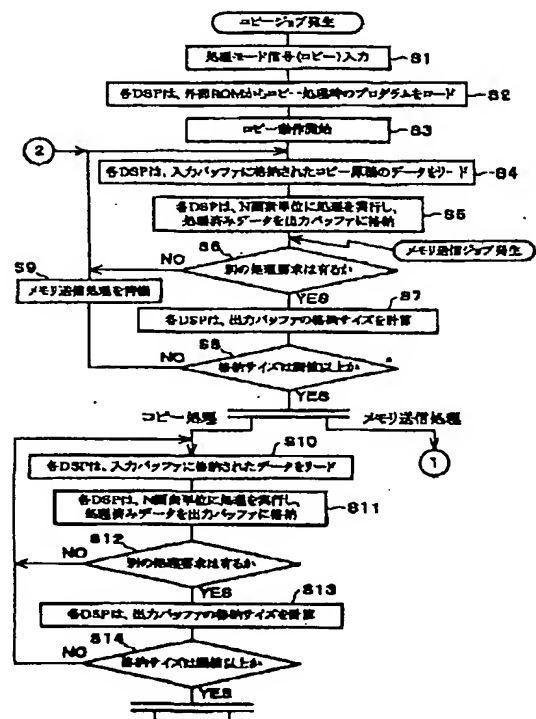 コピージョブ発生
処理モード信号(コピー)入力
S1
各DSPは、外部ROMからコピー処理時のプログラムをロード
S2
コピー動作開始
S3
2
各DSPは、入力バッファに格納されたコピー原稿のデータをリード
S4
各DSPは、N画素単位に処理を実行し、
処理済みデータを出力バッファに格納
S5
メモリ送信ジョブ発生
S6
別の処理要求は有るか
NO
YES
S9
メモリ送信処理を待機
各DSPは、出力バッファの格納サイズを計算
S7
S8
格納サイズは閾値以上か
NO
YES
コピー処理
メモリ送信処理
1
各DSPは、入力バッファに格納されたデータをリード
S10
各DSPは、N画素単位に処理を実行し、
処理済みデータを出力バッファに格納
S11
S12
別の処理要求は有るか
NO
YES
各DSPは、出力バッファの格納サイズを計算
S13
S14
格納サイズは閾値以上か
NO
YES